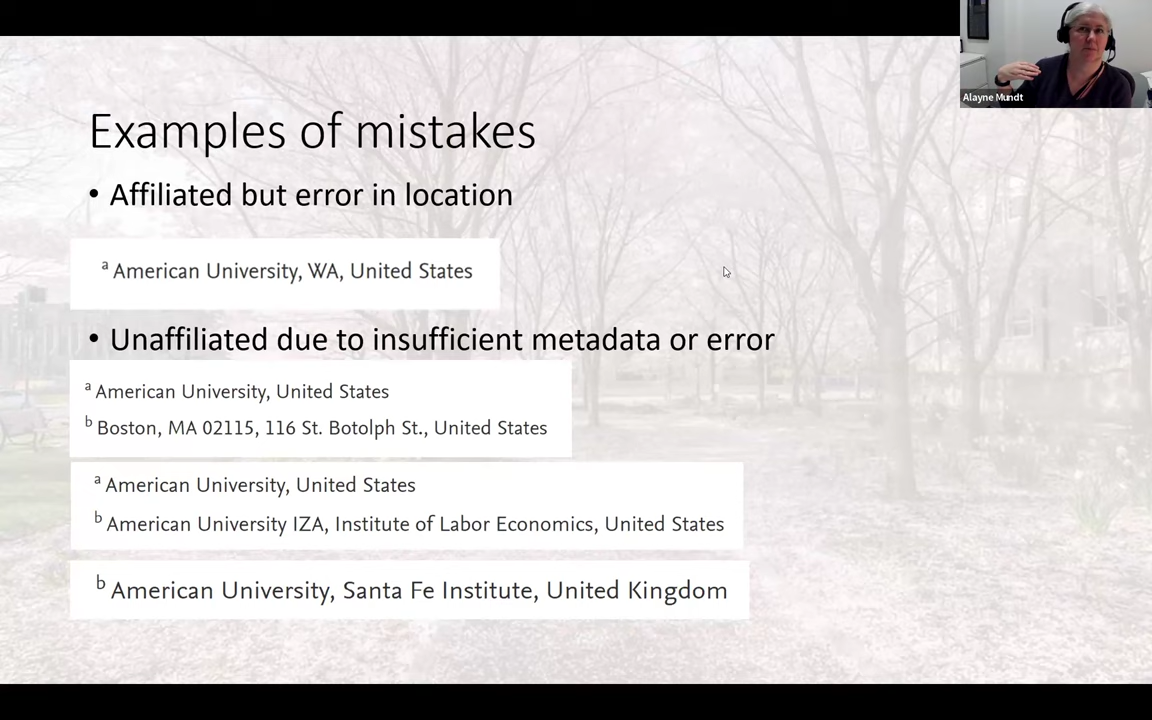 Alayne Mundt
Examples of mistakes
• Affiliated but error in location
a American University, WA, United States
• Unaffiliated due to insufficient metadata or error
a American University, United States
b Boston, MA 02115, 116 St. Botolph St., United States
a American University, United States
b American University IZA, Institute of Labor Economics, United States
b American University, Santa Fe Institute, United Kingdom